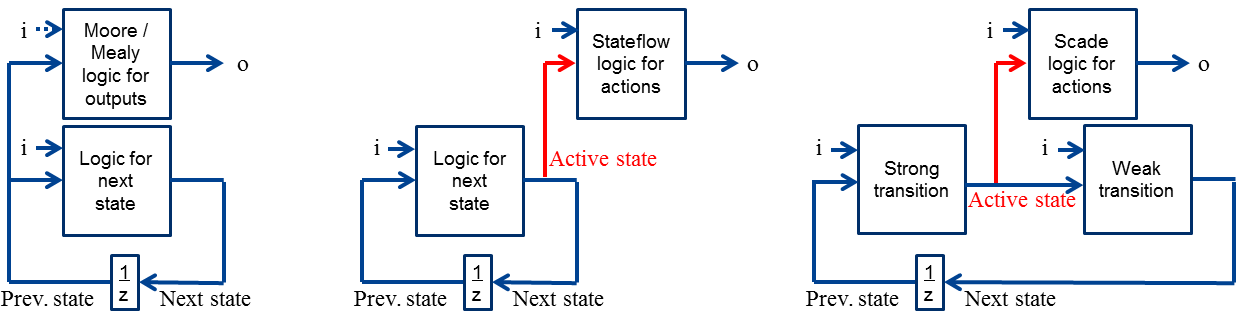 i
Moore /
Mealy
logic for
outputs
o
i
Logic for
next
state
1
z
Prev. state
Next state
i
Stateflow
logic for
actions
o
i
Logic for
next
state
Active state
1
z
Prev. state
Next state
i
Scade
logic for
actions
o
i
Strong
transition
Active state
i
Weak
transition
1
z
Prev. state
Next state